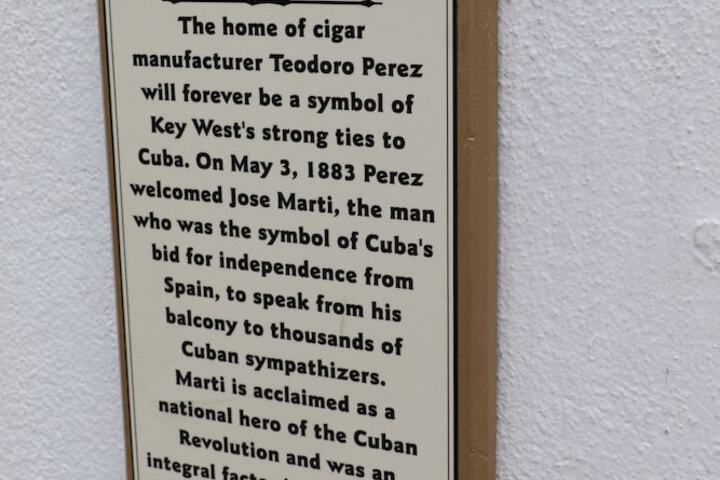 The home of cigar
manufacturer Teodoro Perez
will forever be a symbol of
Key West's strong ties to
Cuba. On May 3, 1883 Perez
welcomed Jose Marti, the man
who was the symbol of Cuba's
bid for independence from
Spain, to speak from his
balcony to thousands of
Cuban sympathizers.
Marti is acclaimed as a
national hero of the Cuban
Revolution and was an
integral